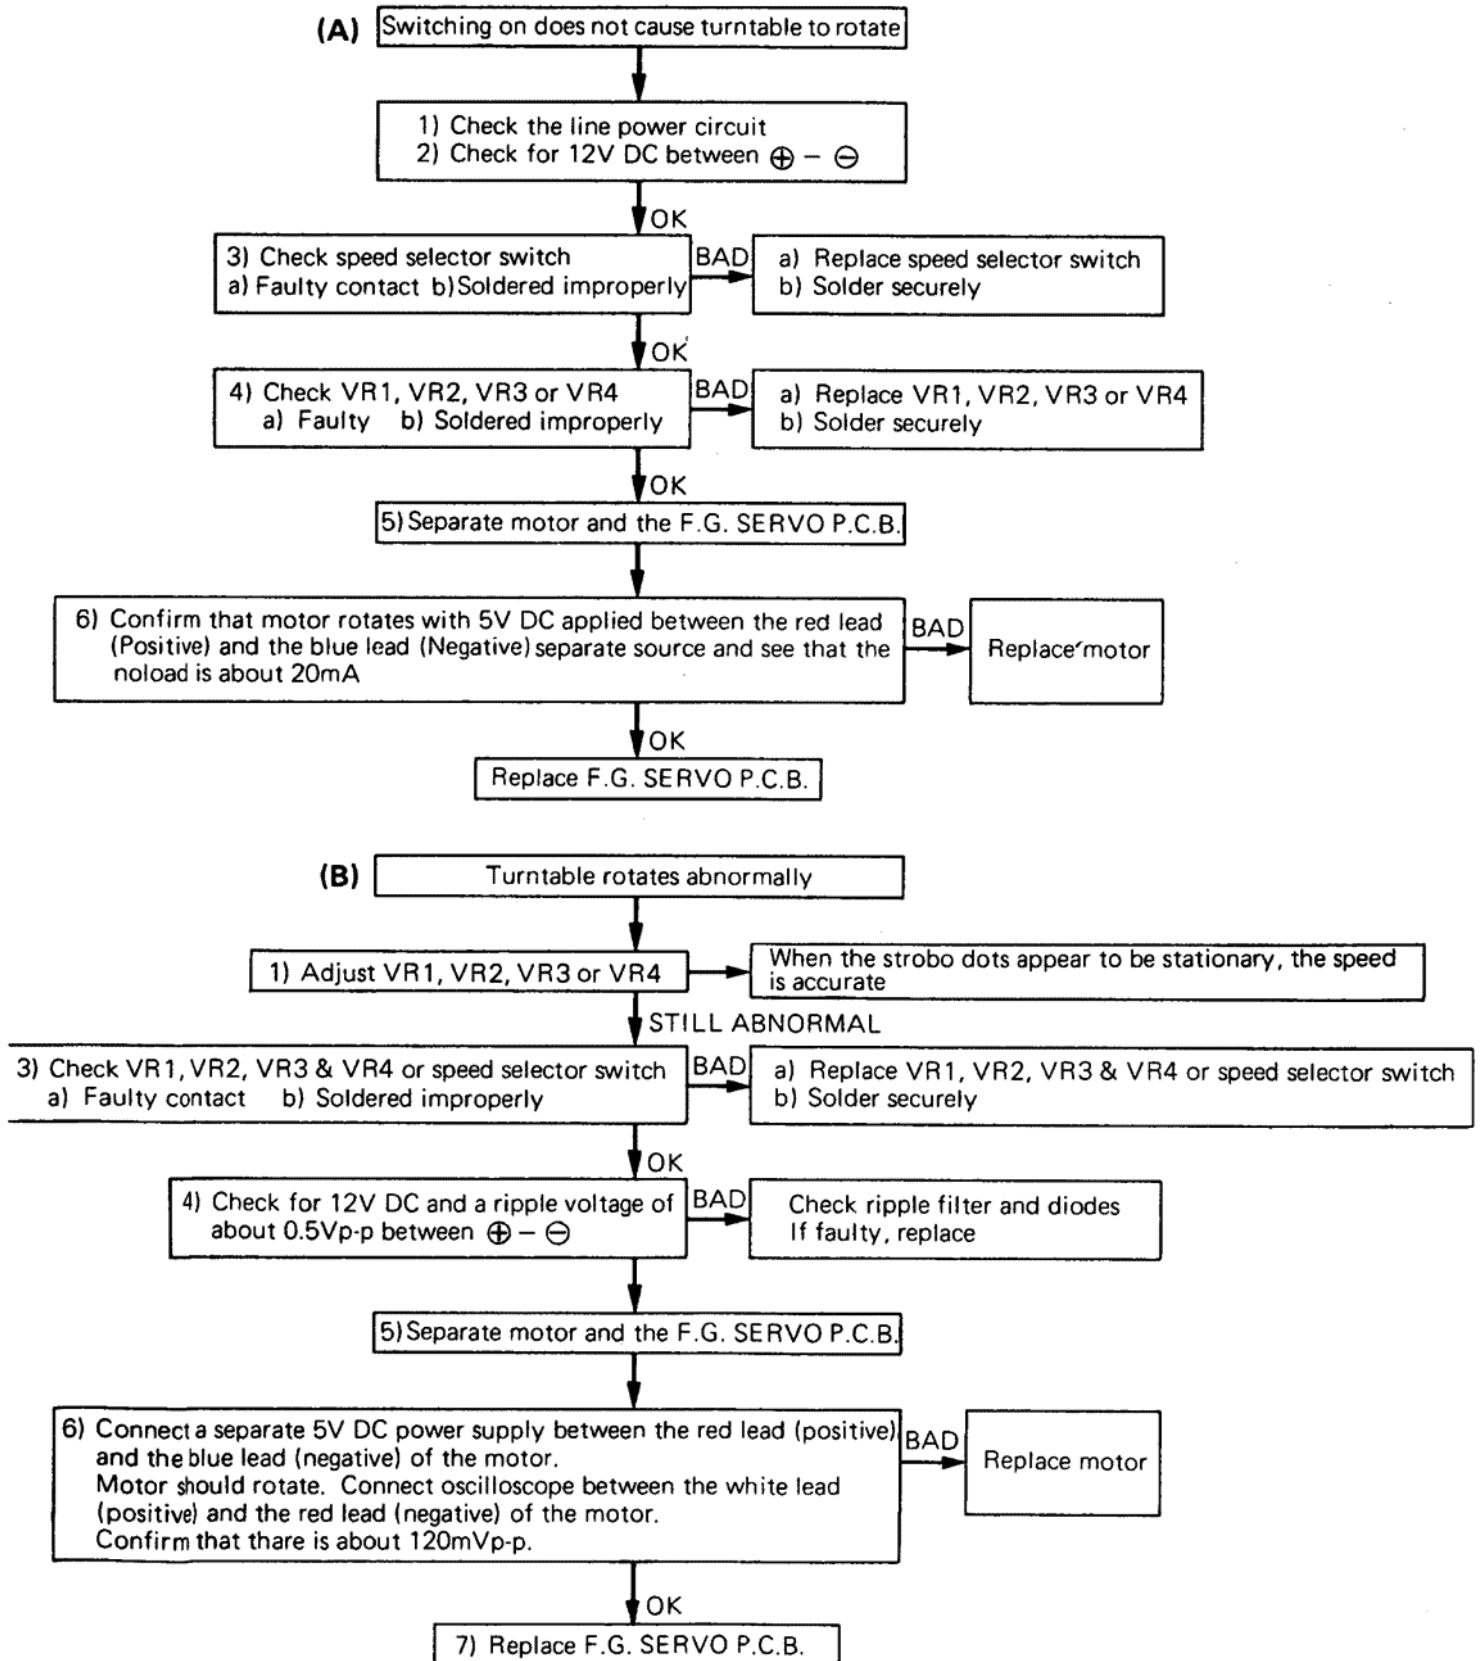 (A) Switching on does not cause turntable to rotate
1) Check the line power circuit
2) Check for 12V DC between ⊕ – ⊖
OK
3) Check speed selector switch
a) Faulty contact b) Soldered improperly
BAD
a) Replace speed selector switch
b) Solder securely
OK
4) Check VR1, VR2, VR3 or VR4
a) Faulty b) Soldered improperly
BAD
a) Replace VR1, VR2, VR3 or VR4
b) Solder securely
OK
5) Separate motor and the F.G. SERVO P.C.B.
6) Confirm that motor rotates with 5V DC applied between the red lead
(Positive) and the blue lead (Negative) separate source and see that the
noload is about 20mA
BAD
Replace motor
OK
Replace F.G. SERVO P.C.B.
(B) Turntable rotates abnormally
1) Adjust VR1, VR2, VR3 or VR4
When the strobo dots appear to be stationary, the speed
is accurate
STILL ABNORMAL
3) Check VR1, VR2, VR3 & VR4 or speed selector switch
a) Faulty contact b) Soldered improperly
BAD
a) Replace VR1, VR2, VR3 & VR4 or speed selector switch
b) Solder securely
OK
4) Check for 12V DC and a ripple voltage of
about 0.5Vp-p between ⊕ – ⊖
BAD
Check ripple filter and diodes
If faulty, replace
5) Separate motor and the F.G. SERVO P.C.B.
6) Connect a separate 5V DC power supply between the red lead (positive)
and the blue lead (negative) of the motor.
Motor should rotate. Connect oscilloscope between the white lead
(positive) and the red lead (negative) of the motor.
Confirm that thare is about 120mVp-p.
BAD
Replace motor
OK
7) Replace F.G. SERVO P.C.B.